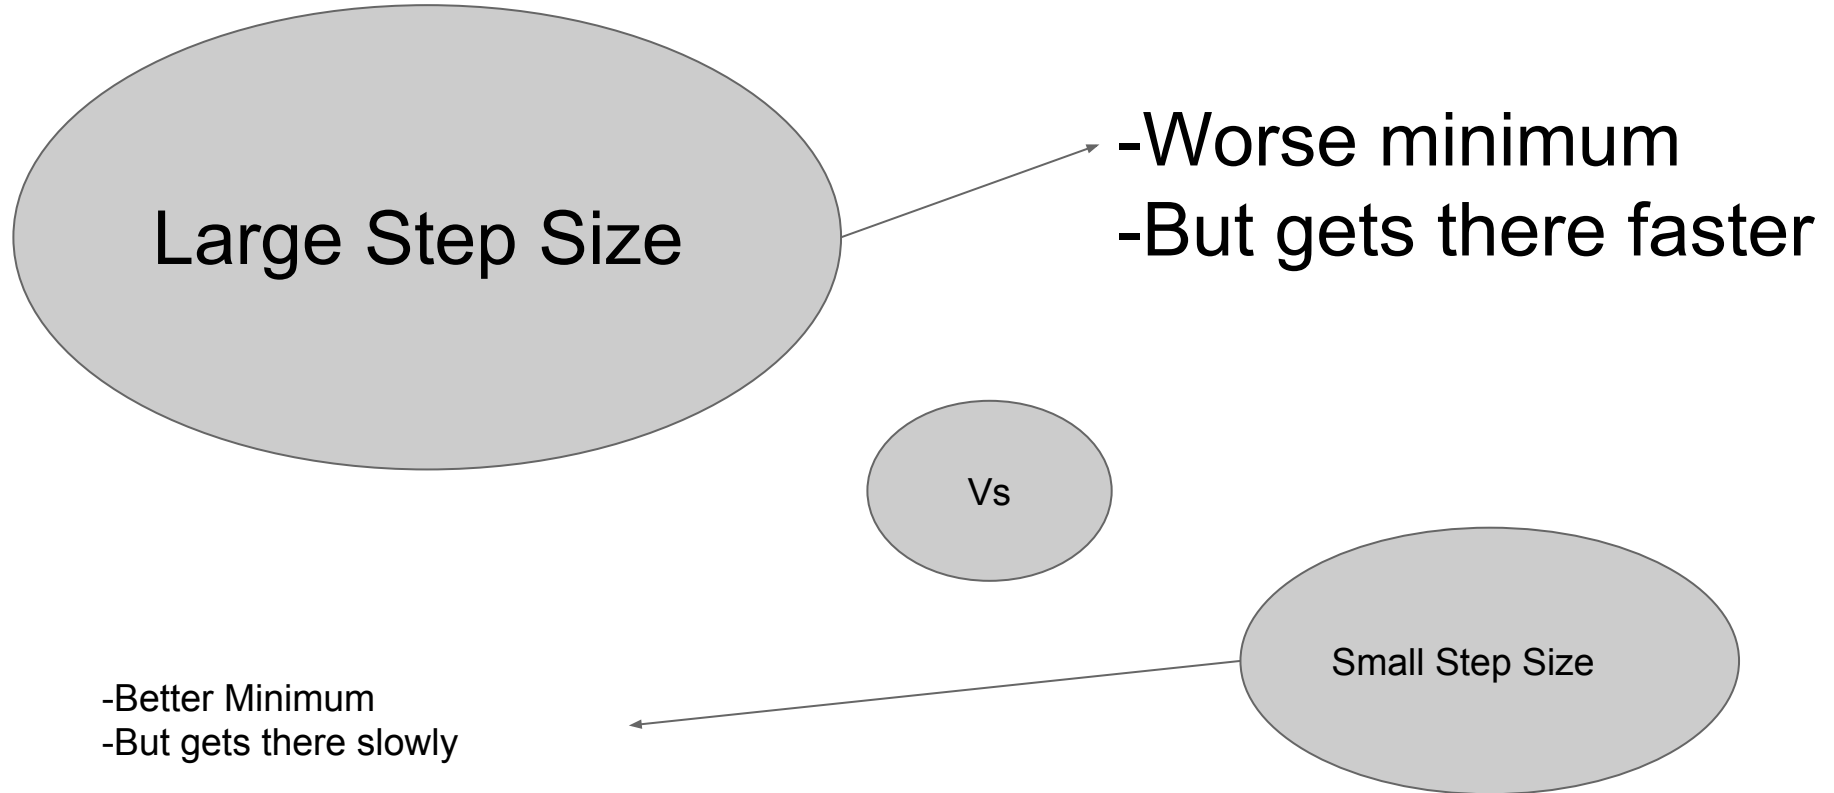 Large Step Size
-Worse minimum
-But gets there faster
Vs
Small Step Size
-Better Minimum
-But gets there slowly